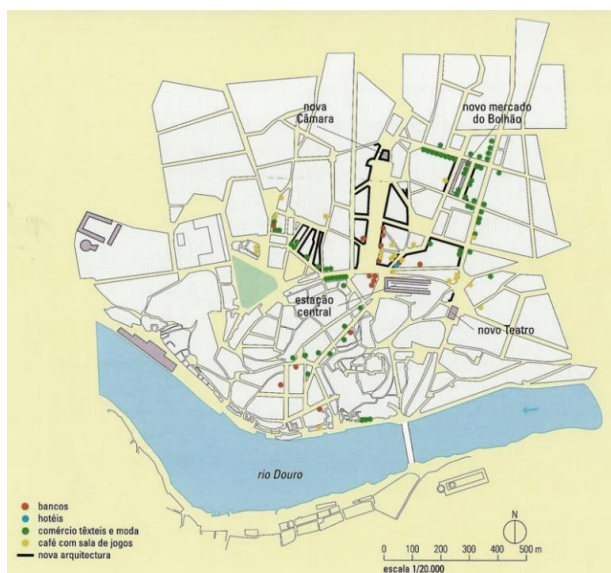 nova
Câmara
novo mercado
do Bolhão
estação
central
novo Teatro
rio Douro
bancos
hotéis
comércio têxteis e moda
café com sala de jogos
nova arquitectura
N
0 100 200 300 400 500 m
escala 1/20.000